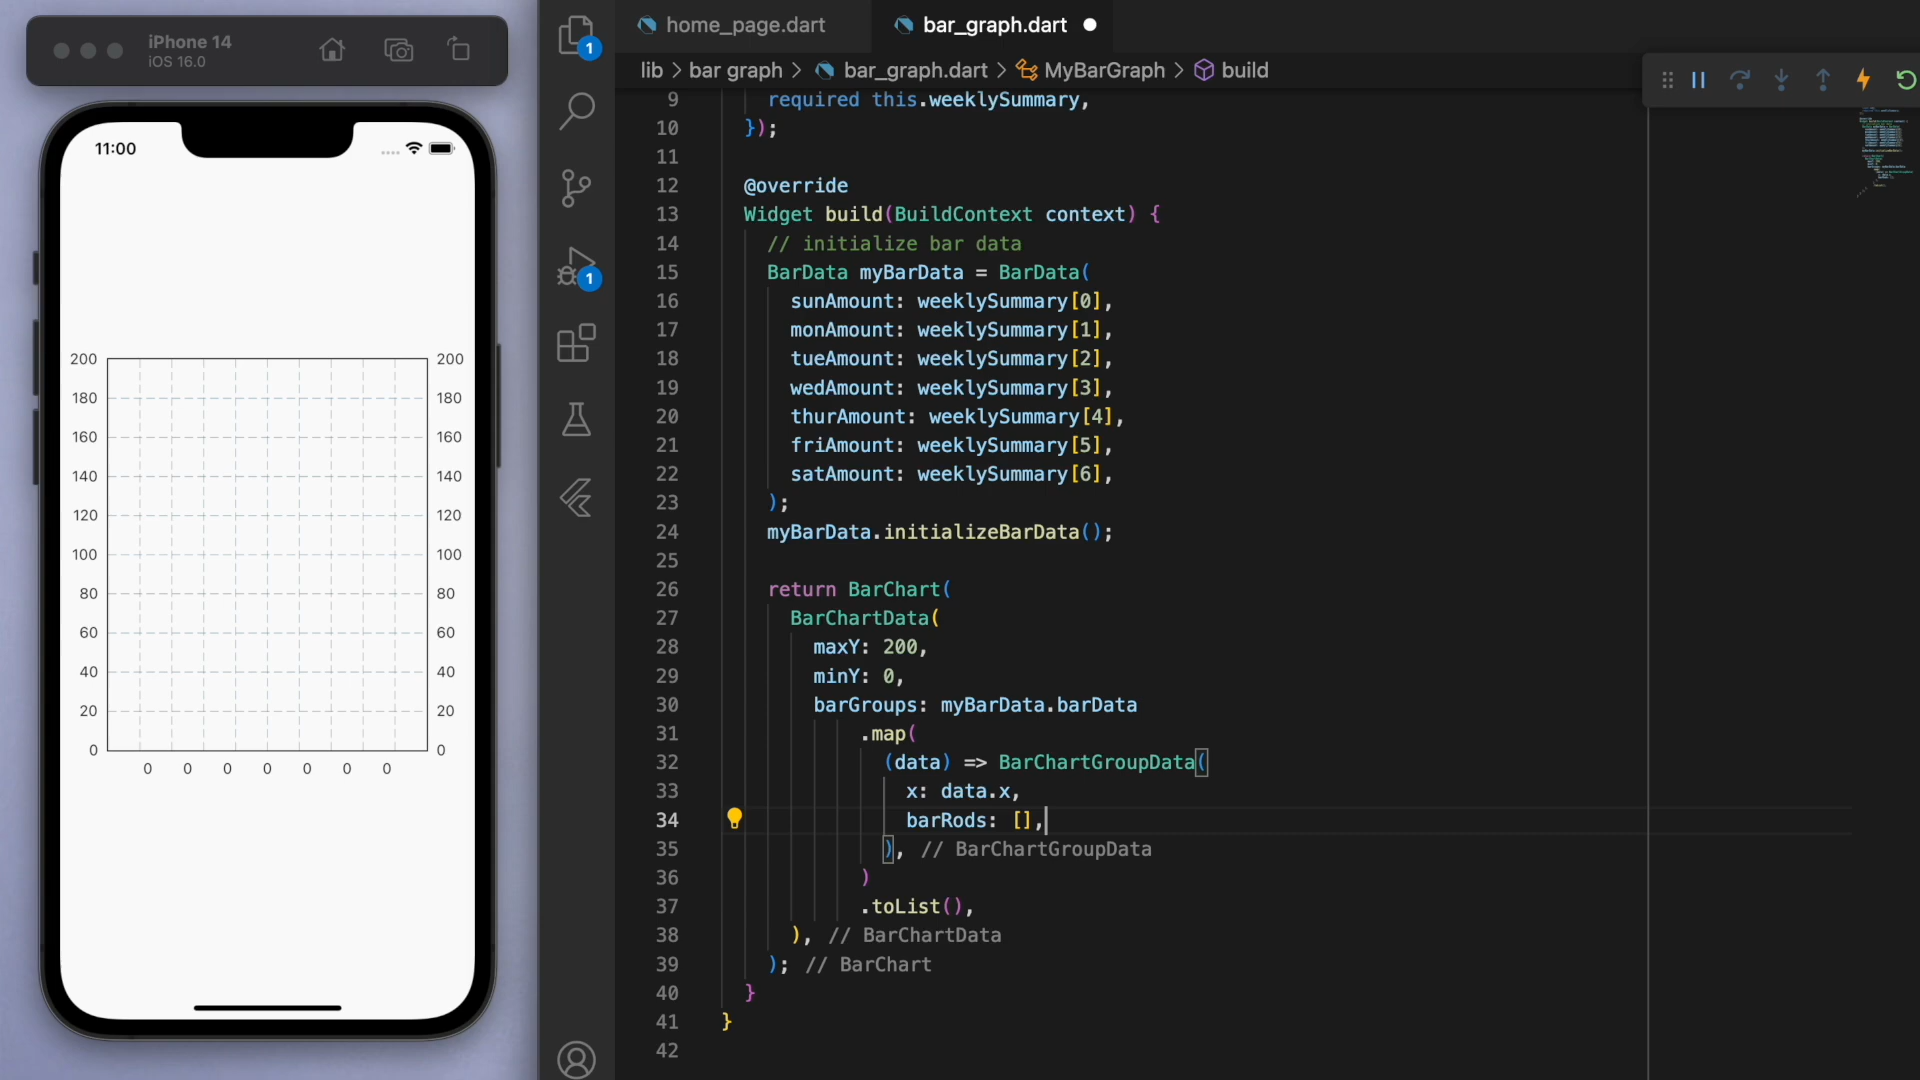 iPhone 14
iOS 16.0
11:00
200 200
180 180
160 160
140 140
120 120
100 100
80 80
60 60
40 40
20 20
0 0
0 0 0 0 0 0 0
1
1
home_page.dart
bar_graph.dart
lib > bar graph > bar_graph.dart > MyBarGraph > build
9 required this.weeklySummary,
10 });
11
12 @override
13 Widget build(BuildContext context) {
14 // initialize bar data
15 BarData myBarData = BarData(
16 sunAmount: weeklySummary[0],
17 monAmount: weeklySummary[1],
18 tueAmount: weeklySummary[2],
19 wedAmount: weeklySummary[3],
20 thurAmount: weeklySummary[4],
21 friAmount: weeklySummary[5],
22 satAmount: weeklySummary[6],
23 );
24 myBarData.initializeBarData();
25
26 return BarChart(
27 BarChartData(
28 maxY: 200,
29 minY: 0,
30 barGroups: myBarData.barData
31 .map(
32 (data) => BarChartGroupData(
33 x: data.x,
34 barRods: [],
35 ), // BarChartGroupData
36 )
37 .toList(),
38 ), // BarChartData
39 ); // BarChart
40 }
41 }
42